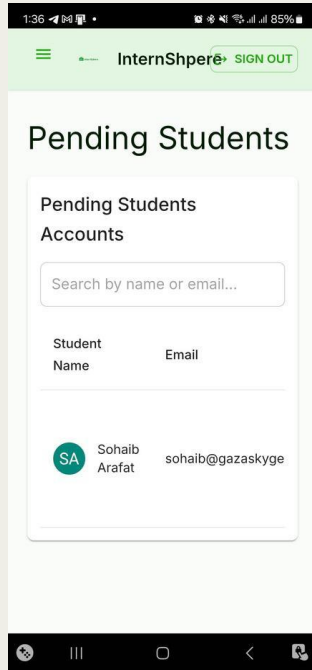 1:36
85%
InternShpere
SIGN OUT
Pending Students
Pending Students
Accounts
Search by name or email...
Student
Name
Email
SA
Sohaib
Arafat
sohaib@gazaskyge